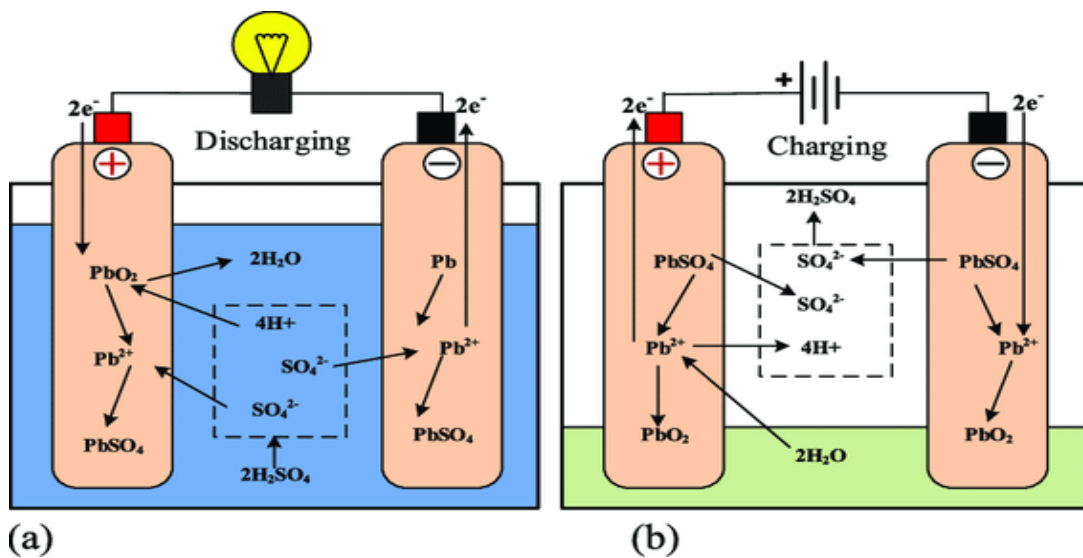 2e⁻
2e⁻
Discharging
+
−
PbO₂
2H₂O
Pb
4H+
Pb²⁺
SO₄²⁻
Pb²⁺
SO₄²⁻
PbSO₄
PbSO₄
2H₂SO₄
(a)
+
2e⁻
2e⁻
Charging
+
−
2H₂SO₄
PbSO₄
SO₄²⁻
PbSO₄
SO₄²⁻
Pb²⁺
4H+
Pb²⁺
PbO₂
PbO₂
2H₂O
(b)